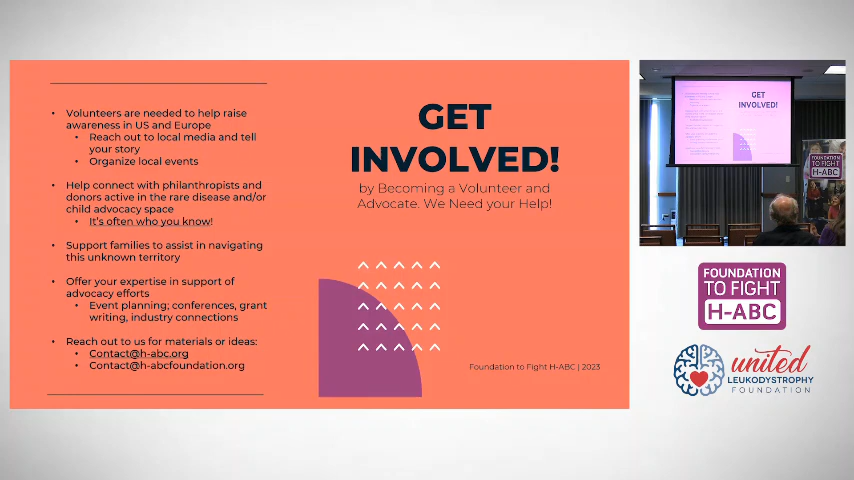 Volunteers are needed to help raise
awareness in US and Europe
Reach out to local media and tell
your story
Organize local events
Help connect with philanthropists and
donors active in the rare disease and/or
child advocacy space
It's often who you know!
Support families to assist in navigating
this unknown territory
Offer your expertise in support of
advocacy efforts
Event planning; conferences, grant
writing, industry connections
Reach out to us for materials or ideas:
Contact@h-abc.org
Contact@h-abcfoundation.org
GET
INVOLVED!
by Becoming a Volunteer and
Advocate. We Need your Help!
Foundation to Fight H-ABC | 2023
GET
INVOLVED!
FOUNDATION
TO FIGHT
H-ABC
FOUNDATION
TO FIGHT
H-ABC
united
LEUKODYSTROPHY
FOUNDATION